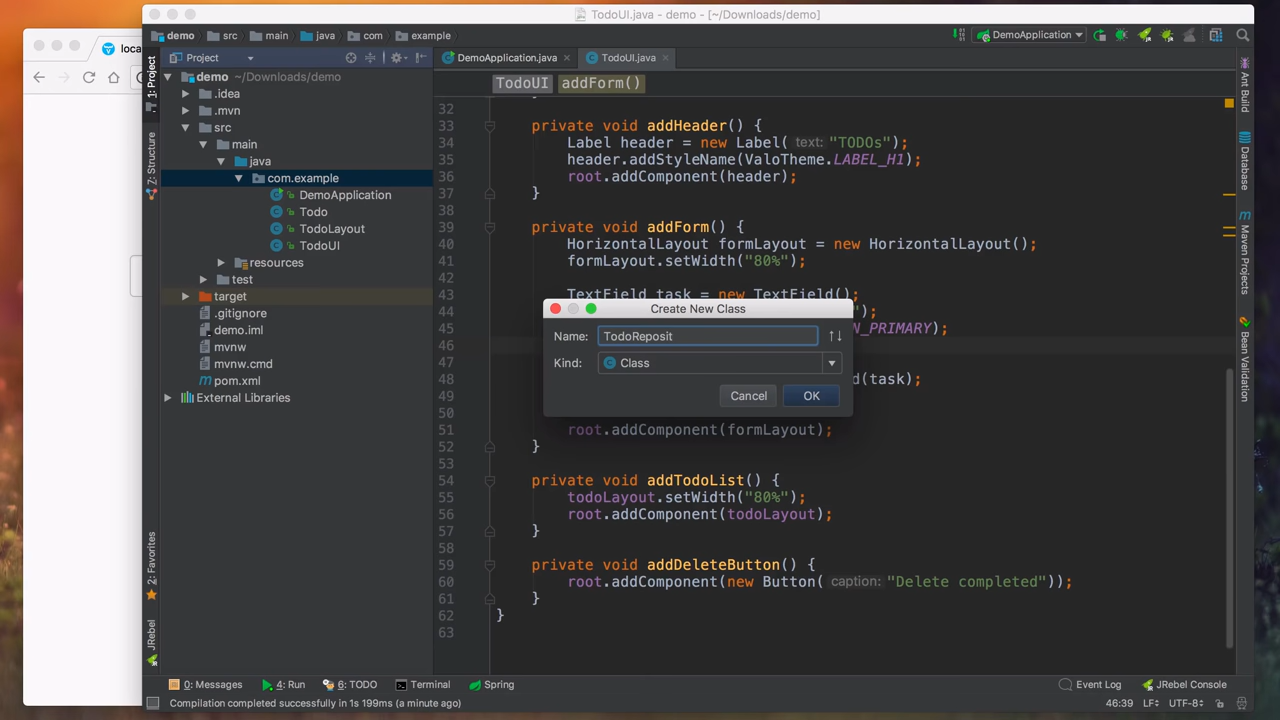 TodoUI.java - demo - [~/Downloads/demo]
loca
demo
src
main
java
com
example
DemoApplication
Project
DemoApplication.java
TodoUI.java
TodoUI
addForm()
1: Project
Z: Structure
2: Favorites
JRebel
demo ~/Downloads/demo
.idea
.mvn
src
main
java
com.example
DemoApplication
Todo
TodoLayout
TodoUI
resources
test
target
.gitignore
demo.iml
mvnw
mvnw.cmd
pom.xml
External Libraries
32 }
33 private void addHeader() {
34 Label header = new Label( text: "TODOs");
35 header.addStyleName(ValoTheme.LABEL_H1);
36 root.addComponent(header);
37 }
38
39 private void addForm() {
40 HorizontalLayout formLayout = new HorizontalLayout();
41 formLayout.setWidth("80%");
42
43 TextField task = new TextField();
44 ");
45 N_PRIMARY);
46
47
48 d(task);
49
50
51 root.addComponent(formLayout);
52 }
53
54 private void addTodoList() {
55 todoLayout.setWidth("80%");
56 root.addComponent(todoLayout);
57 }
58
59 private void addDeleteButton() {
60 root.addComponent(new Button( caption: "Delete completed"));
61 }
62 }
63
Create New Class
Name: TodoReposit
Kind: Class
Cancel
OK
Ant Build
Database
Maven Projects
Bean Validation
0: Messages
4: Run
6: TODO
Terminal
Spring
Event Log
JRebel Console
Compilation completed successfully in 1s 199ms (a minute ago)
46:39
LF
UTF-8